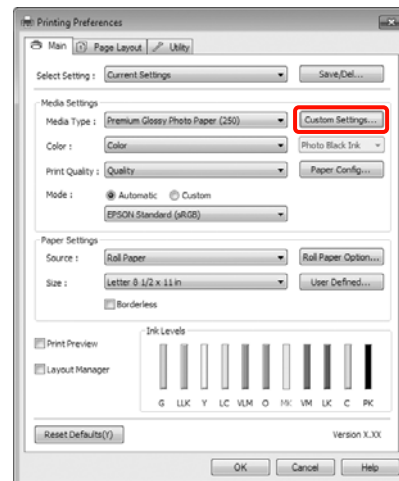 Printing Preferences
Main Page Layout Utility
Select Setting : Current Settings Save/Del...
Media Settings
Media Type : Premium Glossy Photo Paper (250) Custom Settings...
Color : Color Photo Black Ink
Print Quality : Quality Paper Config...
Mode : Automatic Custom
EPSON Standard (sRGB)
Paper Settings
Source : Roll Paper Roll Paper Option...
Size : Letter 8 1/2 x 11 in User Defined...
Borderless
Ink Levels
Print Preview
Layout Manager
G LLK Y LC VLM O MK VM LK C PK
Reset Defaults(Y) Version X.XX
OK Cancel Help